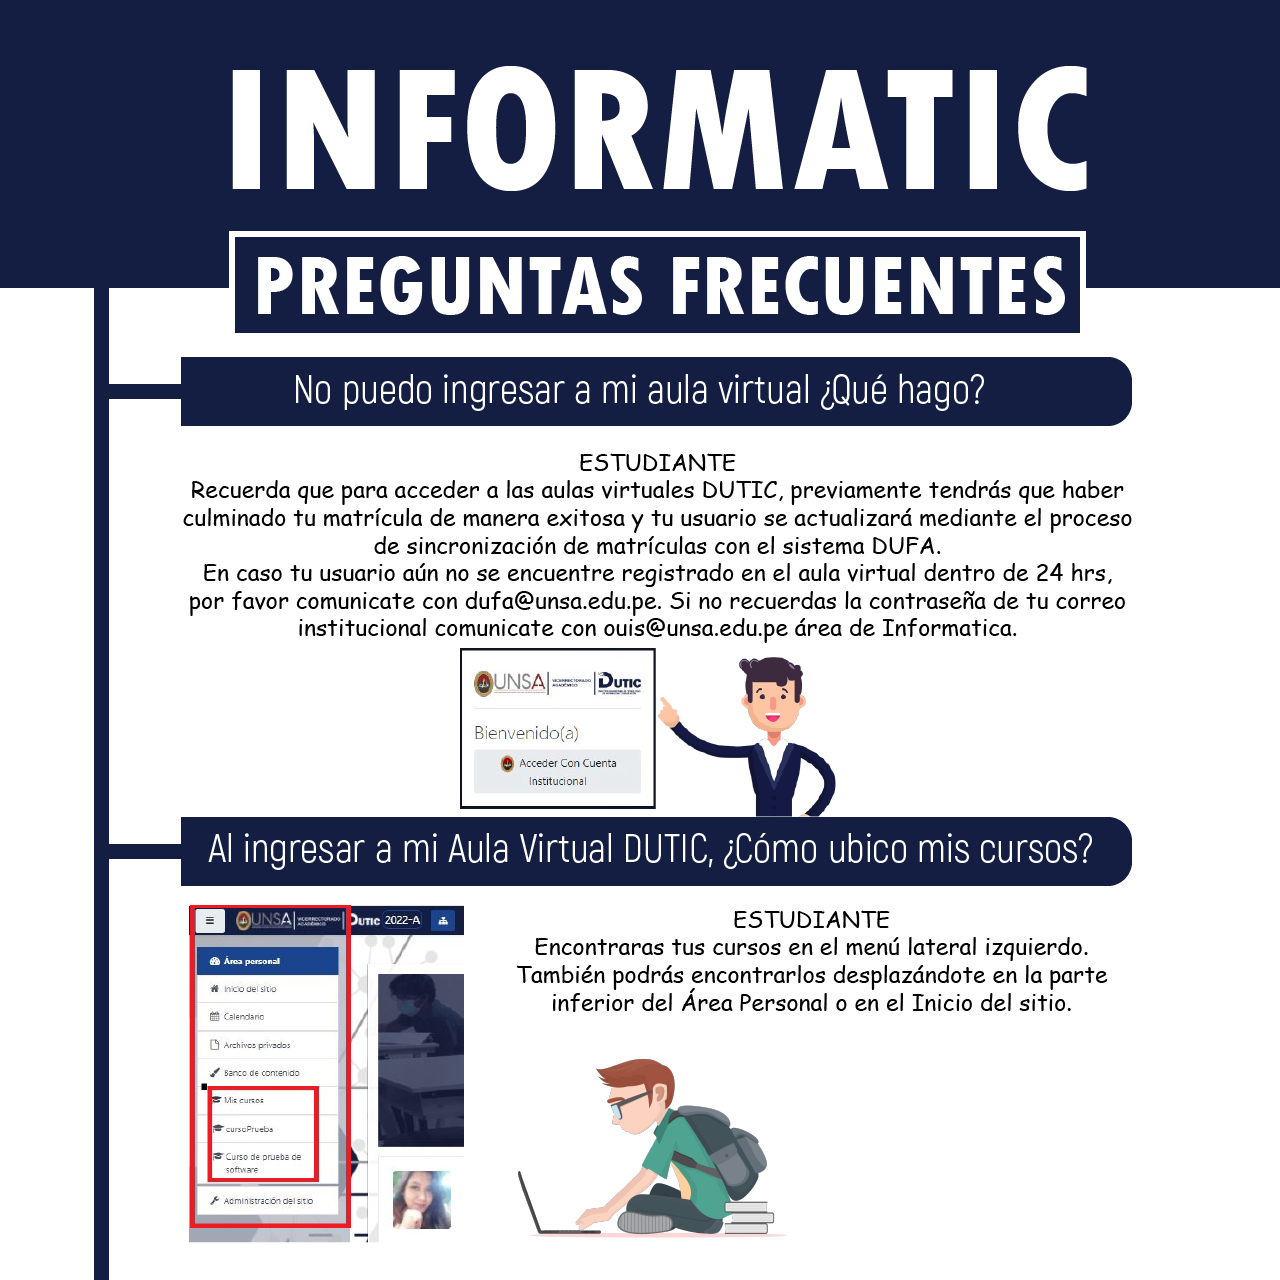 INFORMATIC
PREGUNTAS FRECUENTES
No puedo ingresar a mi aula virtual ¿Qué hago?
ESTUDIANTE
Recuerda que para acceder a las aulas virtuales DUTIC, previamente tendrás que haber
culminado tu matrícula de manera exitosa y tu usuario se actualizará mediante el proceso
de sincronización de matrículas con el sistema DUFA.
En caso tu usuario aún no se encuentre registrado en el aula virtual dentro de 24 hrs,
por favor comunicate con dufa@unsa.edu.pe. Si no recuerdas la contraseña de tu correo
institucional comunicate con ouis@unsa.edu.pe área de Informatica.
UNSA VICERRECTORADO ACADÉMICO DUTIC
Bienvenido(a)
Acceder Con Cuenta
Institucional
Al ingresar a mi Aula Virtual DUTIC, ¿Cómo ubico mis cursos?
UNSA VICERRECTORADO ACADÉMICO DUTIC 2022-A
Área personal
Inicio del sitio
Calendario
Archivos privados
Banco de contenido
Mis cursos
cursoPrueba
Curso de prueba de
software
Administración del sitio
ESTUDIANTE
Encontraras tus cursos en el menú lateral izquierdo.
También podrás encontrarlos desplazándote en la parte
inferior del Área Personal o en el Inicio del sitio.